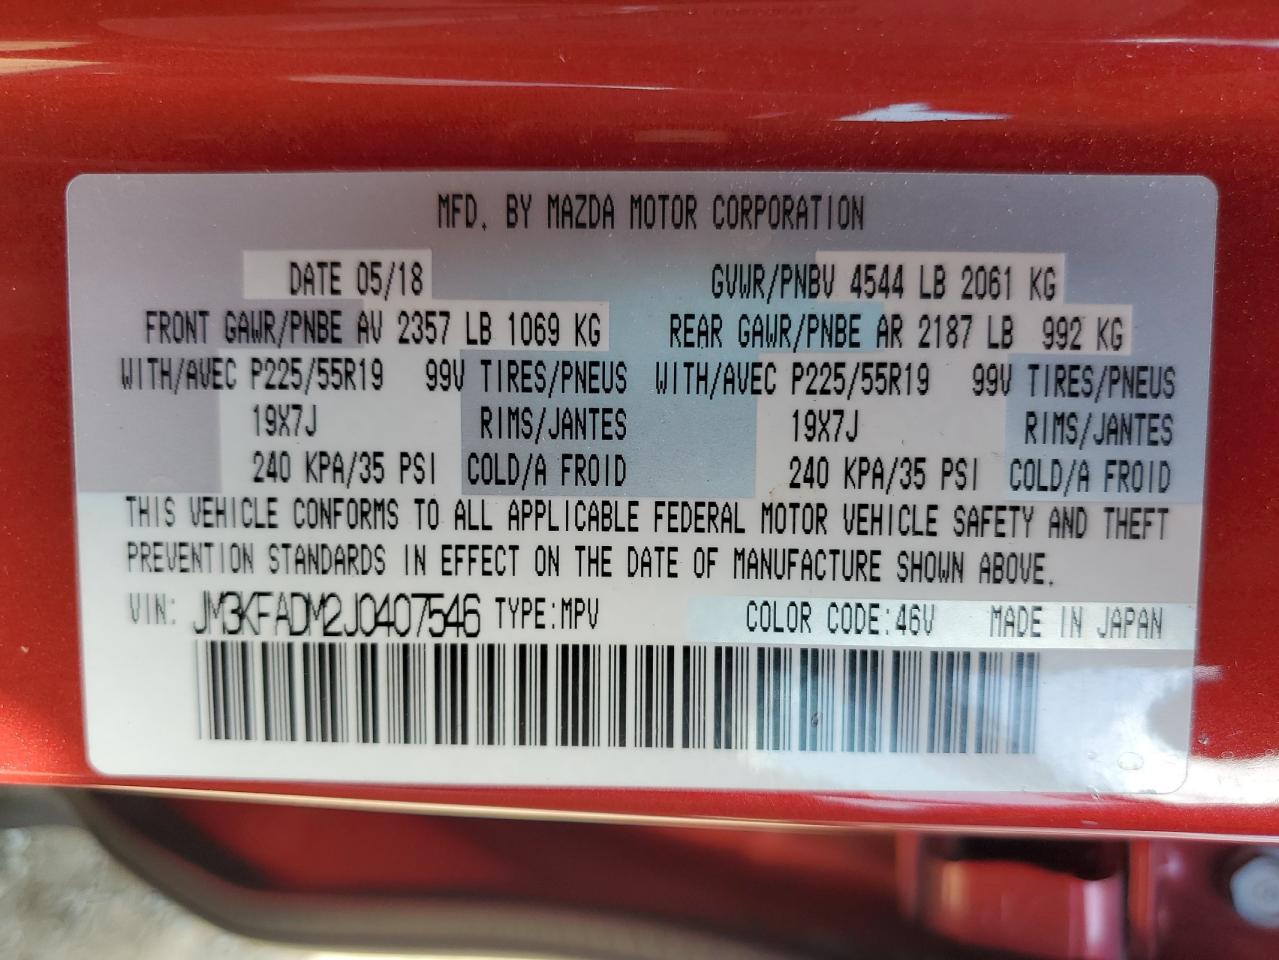 MFD. BY MAZDA MOTOR CORPORATION
DATE 05/18 GVWR/PNBV 4544 LB 2061 KG
FRONT GAWR/PNBE AV 2357 LB 1069 KG REAR GAWR/PNBE AR 2187 LB 992 KG
WITH/AVEC P225/55R19 99V TIRES/PNEUS WITH/AVEC P225/55R19 99V TIRES/PNEUS
19X7J RIMS/JANTES 19X7J RIMS/JANTES
240 KPA/35 PSI COLD/A FROID 240 KPA/35 PSI COLD/A FROID
THIS VEHICLE CONFORMS TO ALL APPLICABLE FEDERAL MOTOR VEHICLE SAFETY AND THEFT
PREVENTION STANDARDS IN EFFECT ON THE DATE OF MANUFACTURE SHOWN ABOVE.
VIN: JM3KFADM2J0407546 TYPE:MPV COLOR CODE:46V MADE IN JAPAN